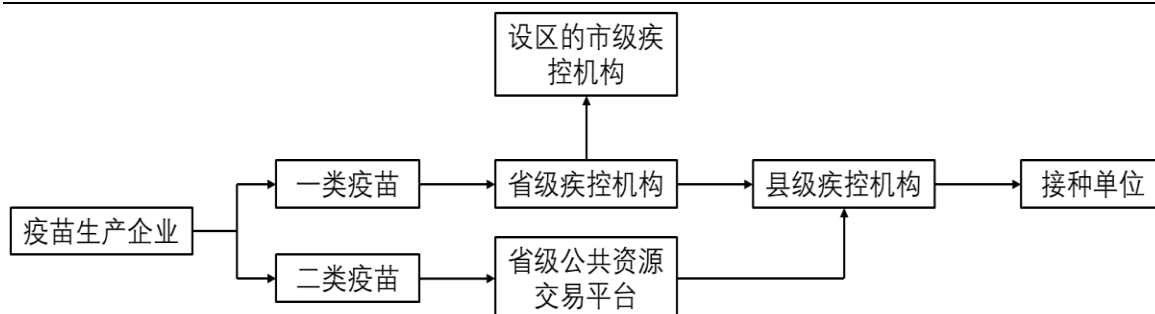 设区的市级疾
控机构
一类疫苗
省级疾控机构
县级疾控机构
接种单位
疫苗生产企业
二类疫苗
省级公共资源
交易平台